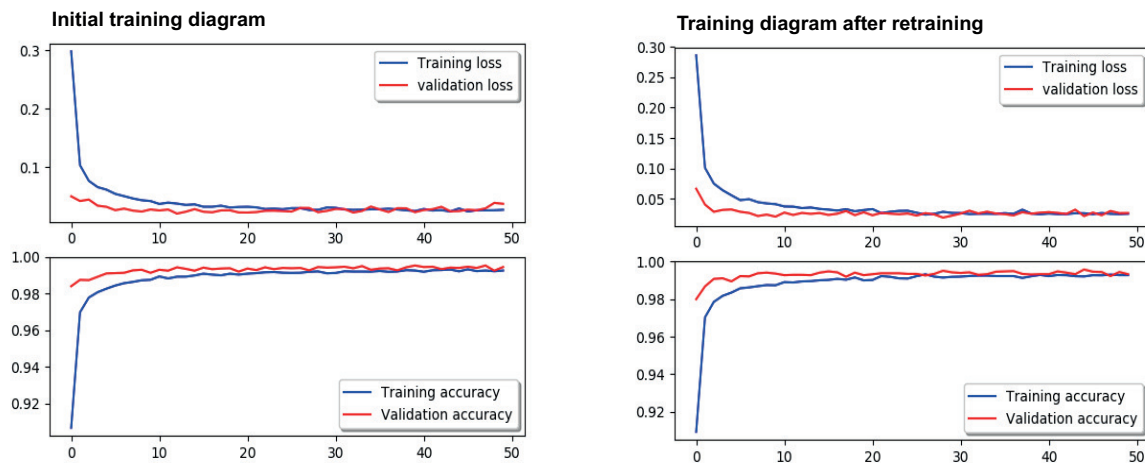 Initial training diagram
0.3
0.2
0.1
Training loss
validation loss
0 10 20 30 40 50
1.00
0.98
0.96
0.94
0.92
Training accuracy
Validation accuracy
0 10 20 30 40 50
Training diagram after retraining
0.30
0.25
0.20
0.15
0.10
0.05
Training loss
validation loss
0 10 20 30 40 50
1.00
0.98
0.96
0.94
0.92
Training accuracy
Validation accuracy
0 10 20 30 40 50